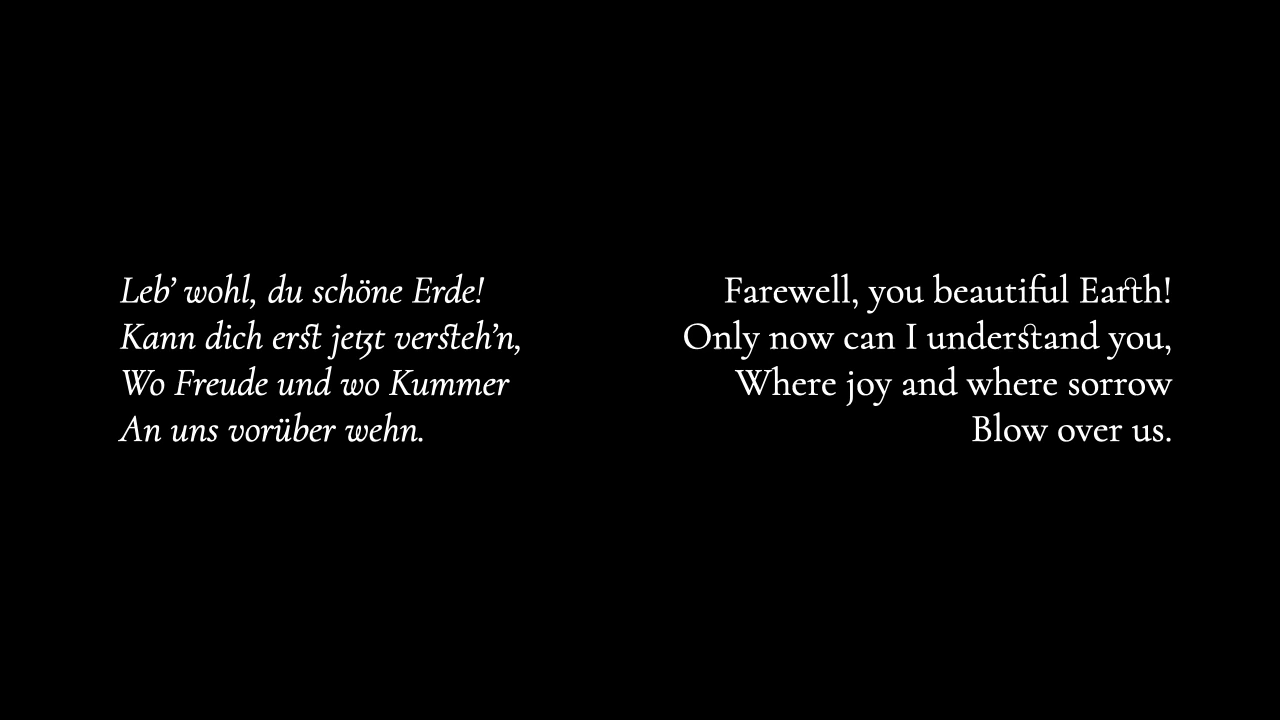 Leb’ wohl, du schöne Erde!
Kann dich erst jetzt versteh’n,
Wo Freude und wo Kummer
An uns vorüber wehn.
Farewell, you beautiful Earth!
Only now can I understand you,
Where joy and where sorrow
Blow over us.